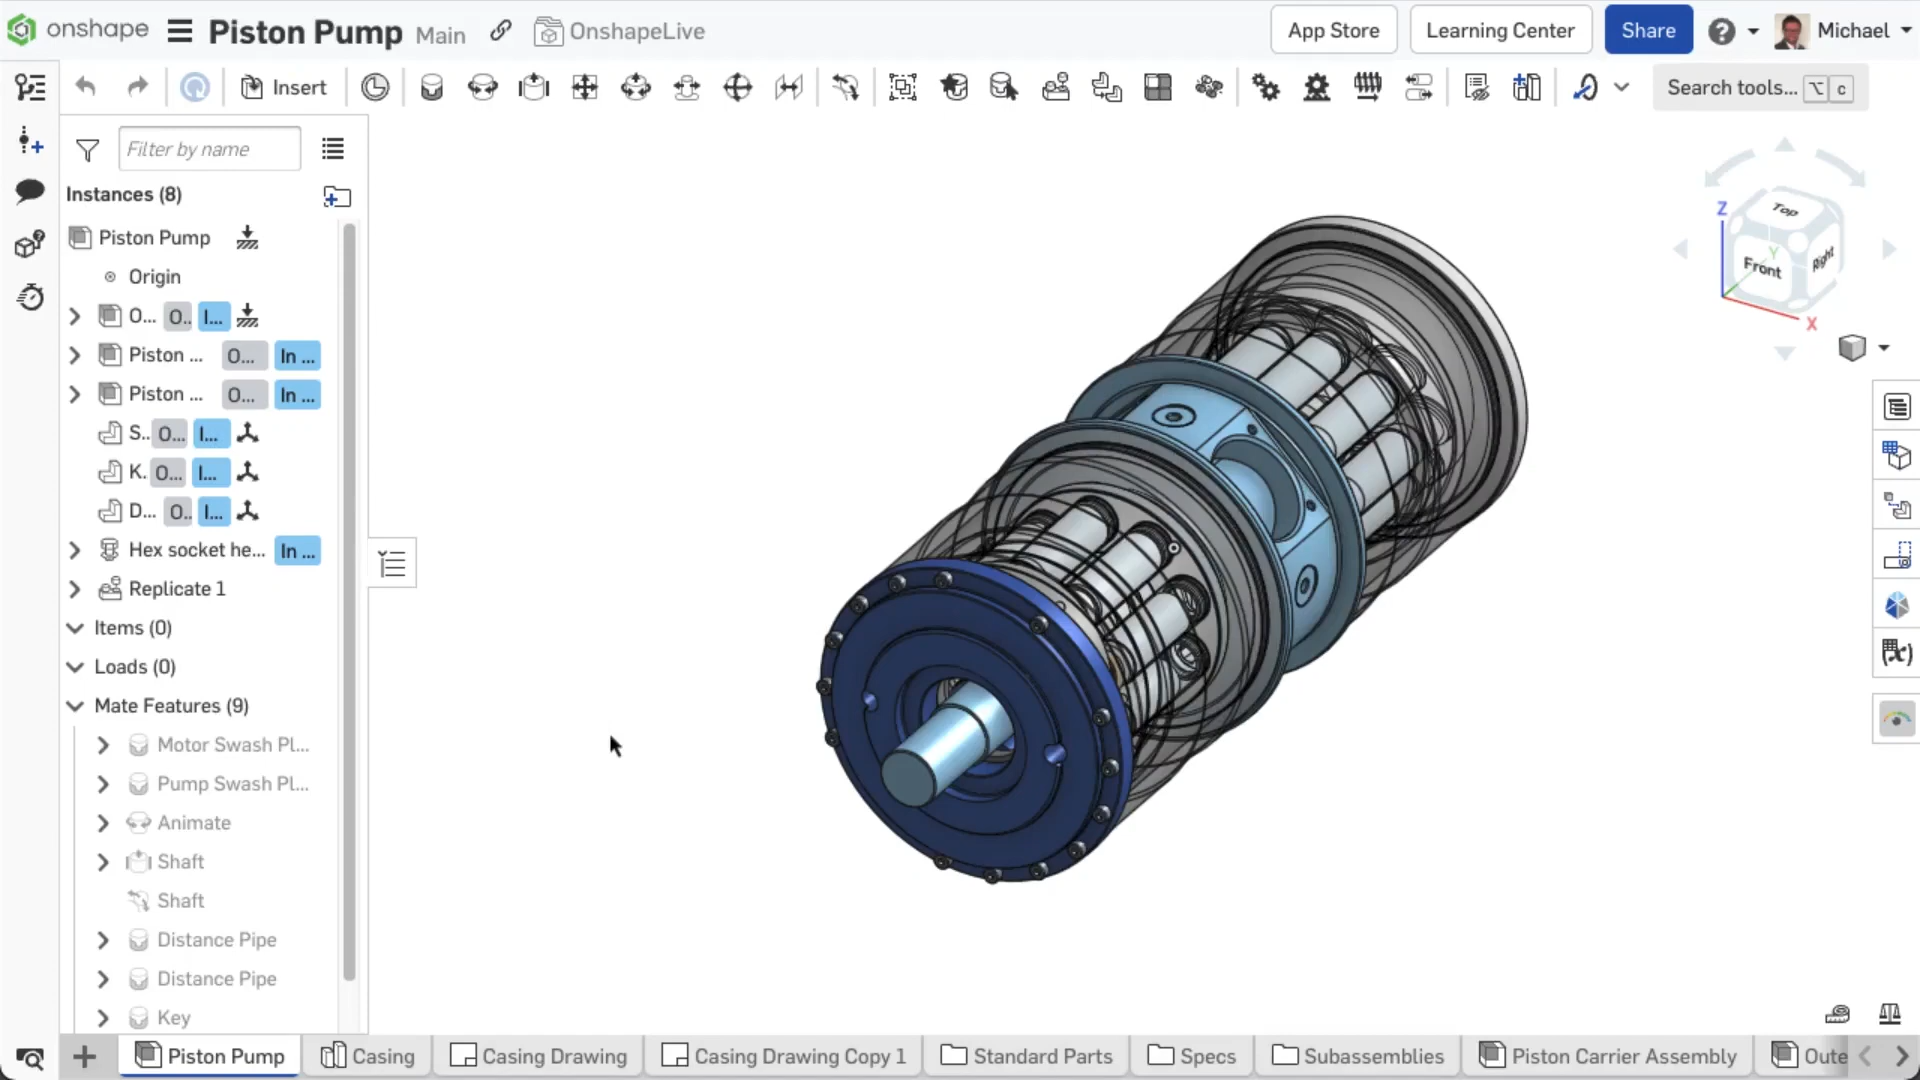 onshape Piston Pump Main OnshapeLive App Store Learning Center Share Michael
Insert Search tools... ⌥ c
Filter by name
Instances (8)
Piston Pump
Origin
O... O.. I...
Piston ... O... In ...
Piston ... O... In ...
S.. O... I...
K. O... I...
D... O.. I...
Hex socket he... In ...
Replicate 1
Items (0)
Loads (0)
Mate Features (9)
Motor Swash Pl...
Pump Swash Pl...
Animate
Shaft
Shaft
Distance Pipe
Distance Pipe
Key
Top
Z
Y
Front
Right
X
(x)
Piston Pump Casing Casing Drawing Casing Drawing Copy 1 Standard Parts Specs Subassemblies Piston Carrier Assembly Oute